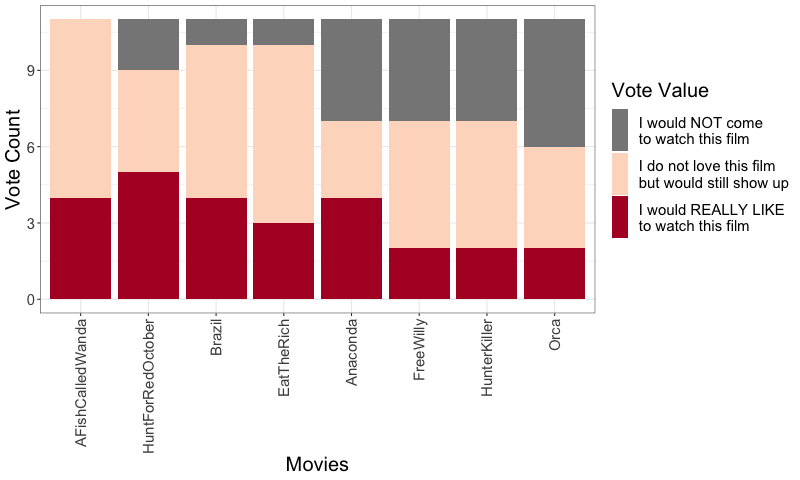 Vote Count
9
6
3
0
AFishCalledWanda
HuntForRedOctober
Brazil
EatTheRich
Anaconda
FreeWilly
HunterKiller
Orca
Movies
Vote Value
I would NOT come
to watch this film
I do not love this film
but would still show up
I would REALLY LIKE
to watch this film